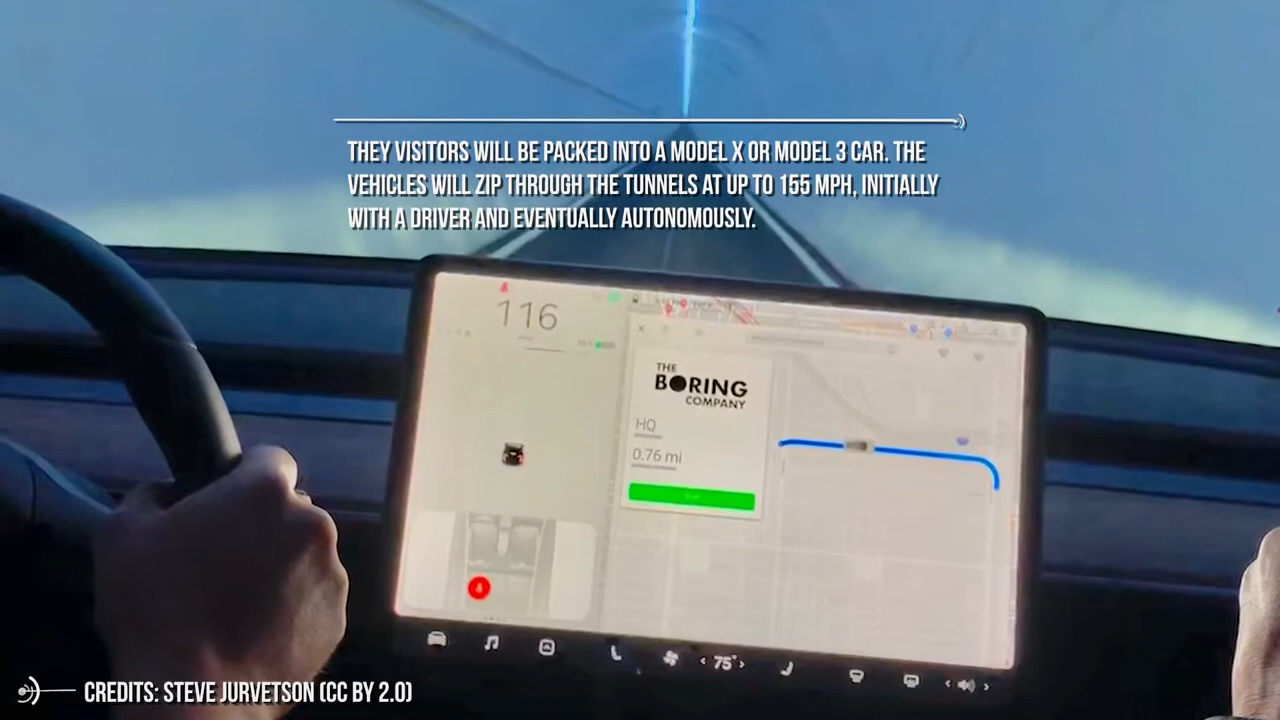 THEY VISITORS WILL BE PACKED INTO A MODEL X OR MODEL 3 CAR. THE
VEHICLES WILL ZIP THROUGH THE TUNNELS AT UP TO 155 MPH, INITIALLY
WITH A DRIVER AND EVENTUALLY AUTONOMOUSLY.
116
THE
BORING
COMPANY
HQ
0.76 mi
75°
CREDITS: STEVE JURVETSON (CC BY 2.0)